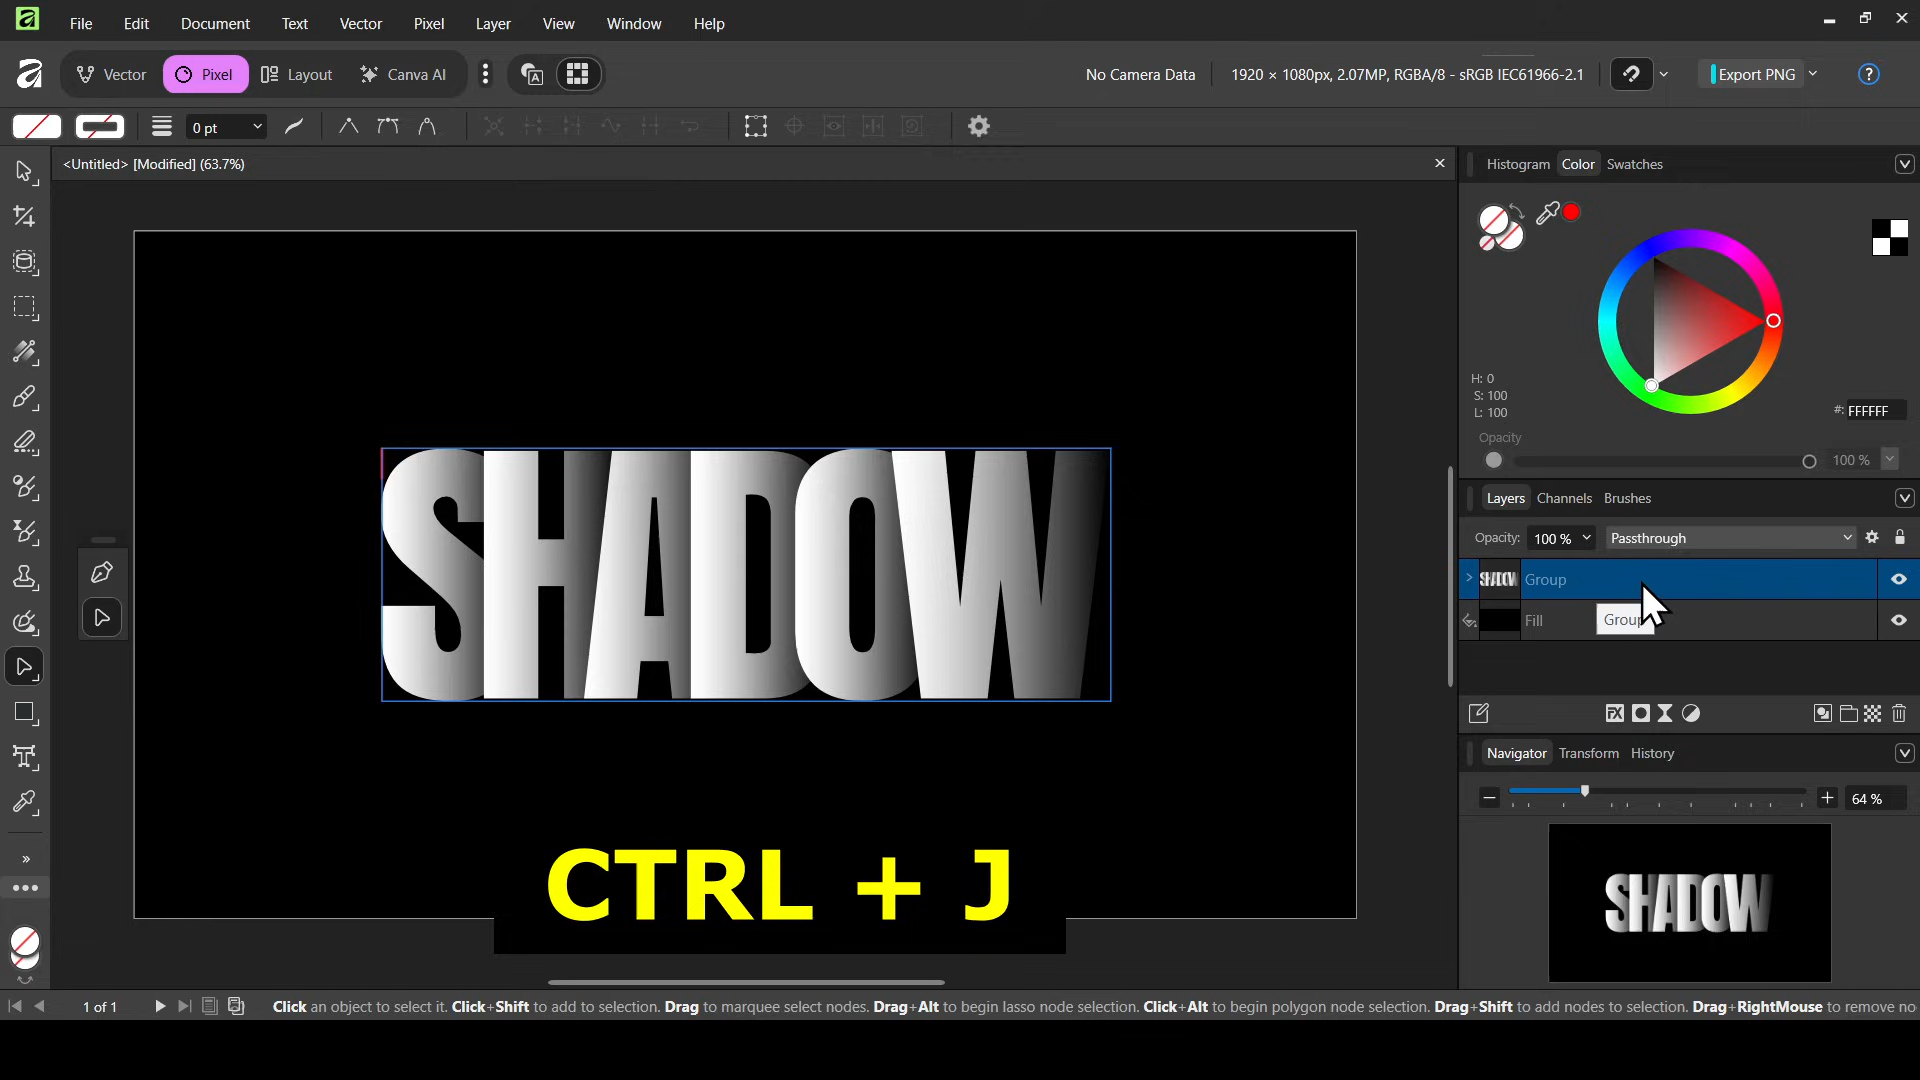 File Edit Document Text Vector Pixel Layer View Window Help
Vector Pixel Layout Canva AI No Camera Data 1920 × 1080px, 2.07MP, RGBA/8 - sRGB IEC61966-2.1 Export PNG ?
0 pt
<Untitled> [Modified] (63.7%)
Histogram Color Swatches
H: 0
S: 100
L: 100
#: FFFFFF
Opacity
100 %
Layers Channels Brushes
Opacity: 100 % Passthrough
SHADOW Group
Fill
Group
SHADOW
FX
Navigator Transform History
64 %
SHADOW
CTRL + J
1 of 1 Click an object to select it. Click+Shift to add to selection. Drag to marquee select nodes. Drag+Alt to begin lasso node selection. Click+Alt to begin polygon node selection. Drag+Shift to add nodes to selection. Drag+RightMouse to remove no